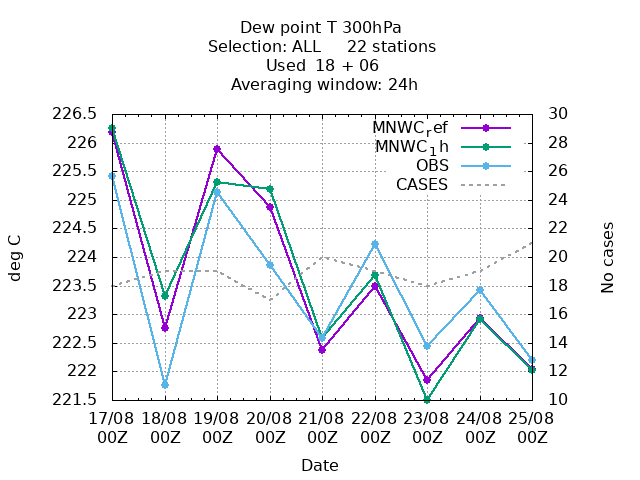 Dew point T 300hPa
Selection: ALL     22 stations
Used  18 + 06
Averaging window: 24h
226.5
226
225.5
225
224.5
224
223.5
223
222.5
222
221.5
30
28
26
24
22
20
18
16
14
12
10
MNWCref
MNWC1h
OBS
CASES
deg C
No cases
17/08 18/08 19/08 20/08 21/08 22/08 23/08 24/08 25/08
00Z 00Z 00Z 00Z 00Z 00Z 00Z 00Z 00Z
Date